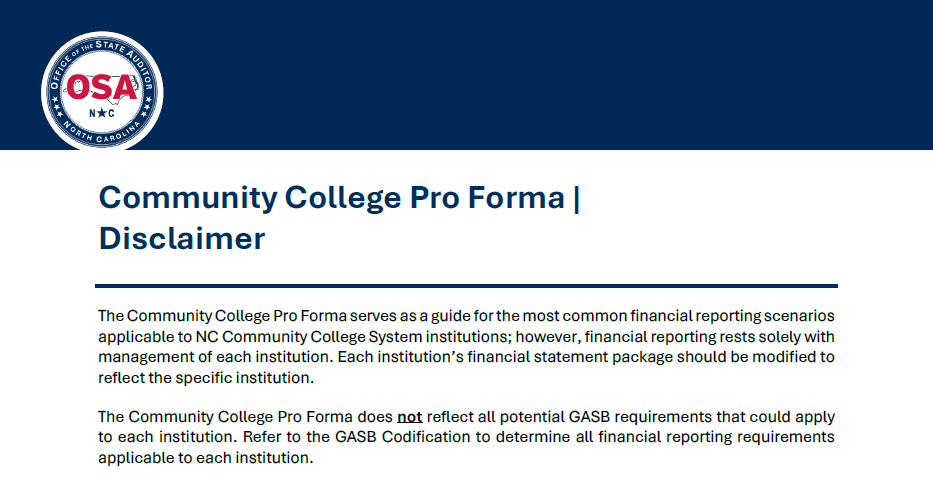 OFFICE OF THE STATE AUDITOR
OSA
N★C
NORTH CAROLINA
Community College Pro Forma |
Disclaimer
The Community College Pro Forma serves as a guide for the most common financial reporting scenarios
applicable to NC Community College System institutions; however, financial reporting rests solely with
management of each institution. Each institution’s financial statement package should be modified to
reflect the specific institution.
The Community College Pro Forma does not reflect all potential GASB requirements that could apply
to each institution. Refer to the GASB Codification to determine all financial reporting requirements
applicable to each institution.